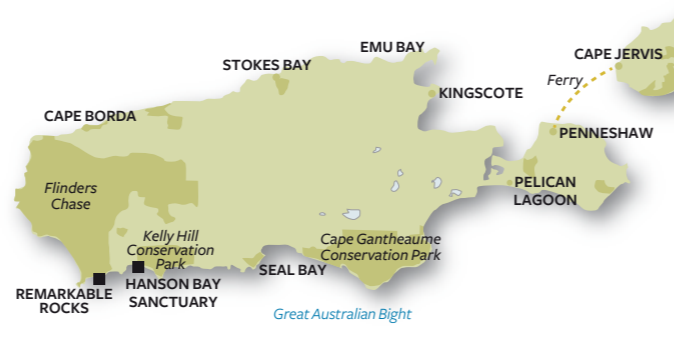 EMU BAY
CAPE JERVIS
STOKES BAY
Ferry
KINGSCOTE
CAPE BORDA
PENNESHAW
Flinders
Chase
PELICAN
LAGOON
Kelly Hill
Conservation
Park
Cape Gantheaume
Conservation Park
SEAL BAY
HANSON BAY
SANCTUARY
REMARKABLE
ROCKS
Great Australian Bight